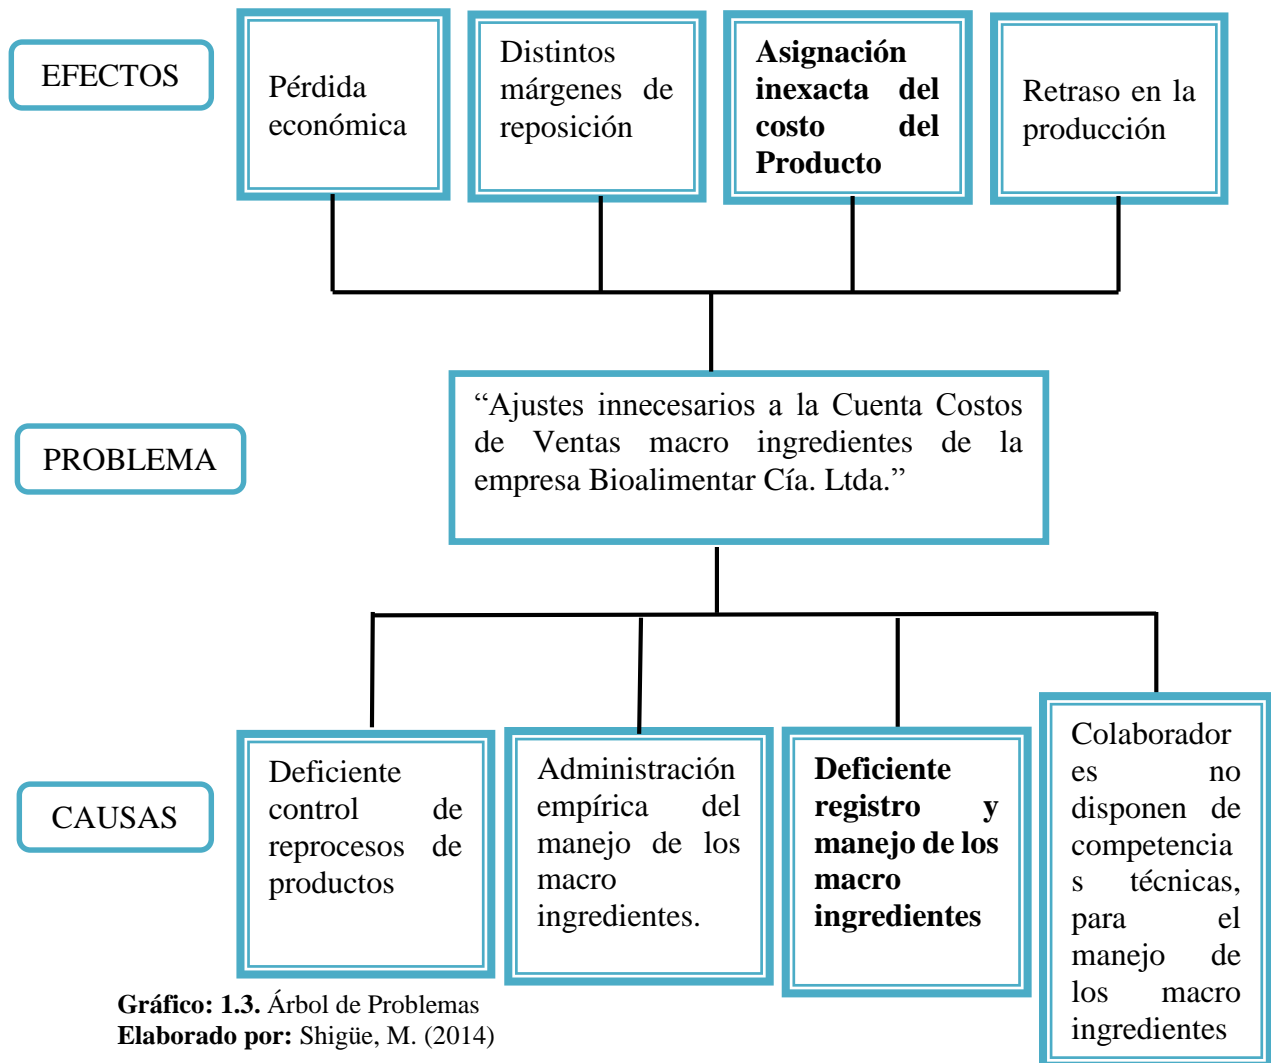 EFECTOS
Pérdida
económica
Distintos
márgenes de
reposición
Asignación
inexacta del
costo del
Producto
Retraso en la
producción
PROBLEMA
“Ajustes innecesarios a la Cuenta Costos
de Ventas macro ingredientes de la
empresa Bioalimentar Cía. Ltda.”
CAUSAS
Deficiente
control de
reprocesos de
productos
Administración
empírica del
manejo de los
macro
ingredientes.
Deficiente
registro y
manejo de los
macro
ingredientes
Colaborador
es no
disponen de
competencia
s técnicas,
para el
manejo de
los macro
ingredientes
Gráfico: 1.3. Árbol de Problemas
Elaborado por: Shigüe, M. (2014)